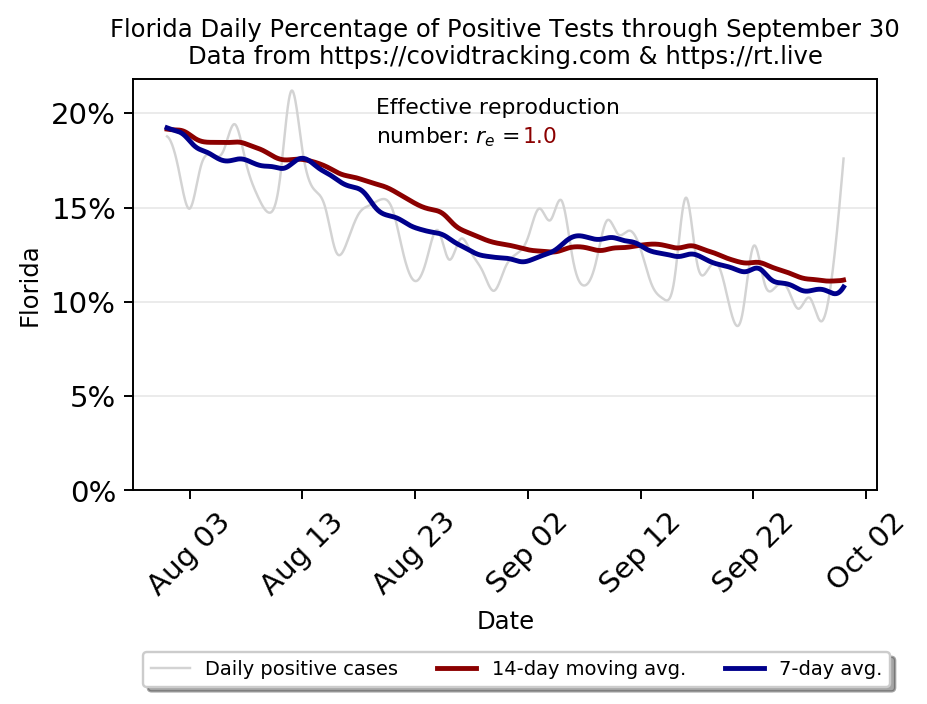 Florida Daily Percentage of Positive Tests through September 30
Data from https://covidtracking.com & https://rt.live
Effective reproduction
number: rₑ =1.0
20%
15%
10%
5%
0%
Florida
Aug 03
Aug 13
Aug 23
Sep 02
Sep 12
Sep 22
Oct 02
Date
Daily positive cases
14-day moving avg.
7-day avg.